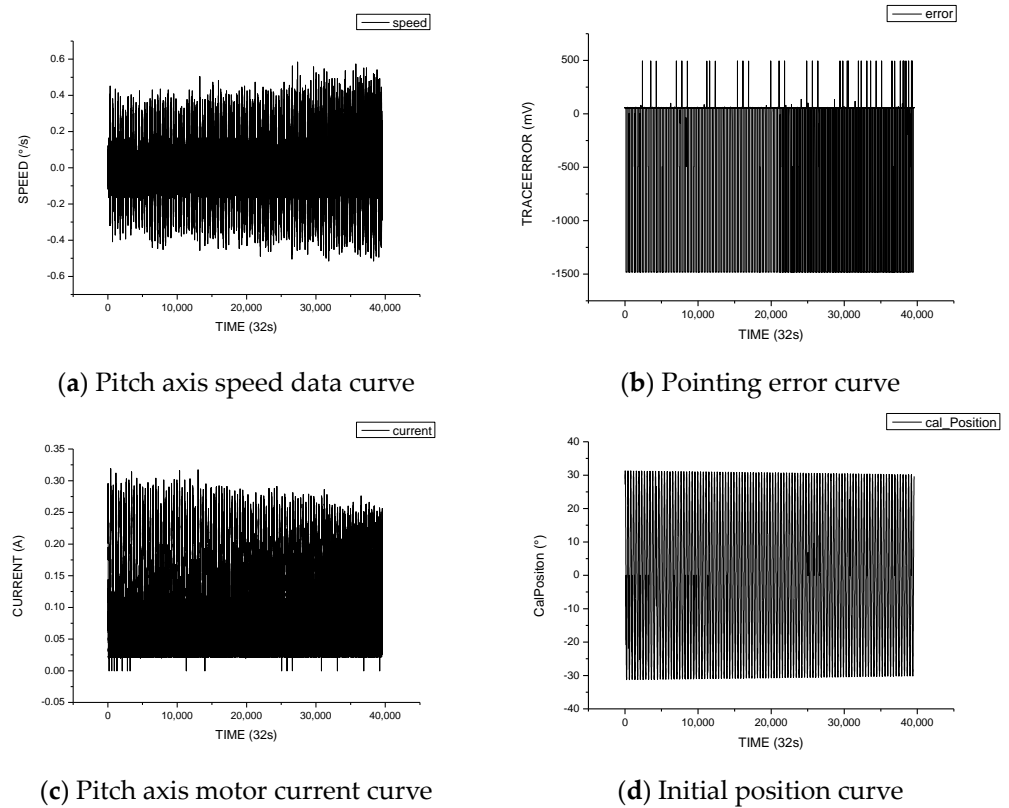 speed
0.6
0.4
0.2
0.0
-0.2
-0.4
-0.6
SPEED (°/s)
0 10,000 20,000 30,000 40,000
TIME (32s)
(a) Pitch axis speed data curve
error
500
0
-500
-1000
-1500
TRACEERROR (mV)
0 10,000 20,000 30,000 40,000
TIME (32s)
(b) Pointing error curve
current
0.35
0.30
0.25
0.20
0.15
0.10
0.05
0.00
-0.05
CURRENT (A)
0 10,000 20,000 30,000 40,000
TIME (32s)
(c) Pitch axis motor current curve
cal_Position
40
30
20
10
0
-10
-20
-30
-40
CalPositon (°)
0 10,000 20,000 30,000 40,000
TIME (32s)
(d) Initial position curve